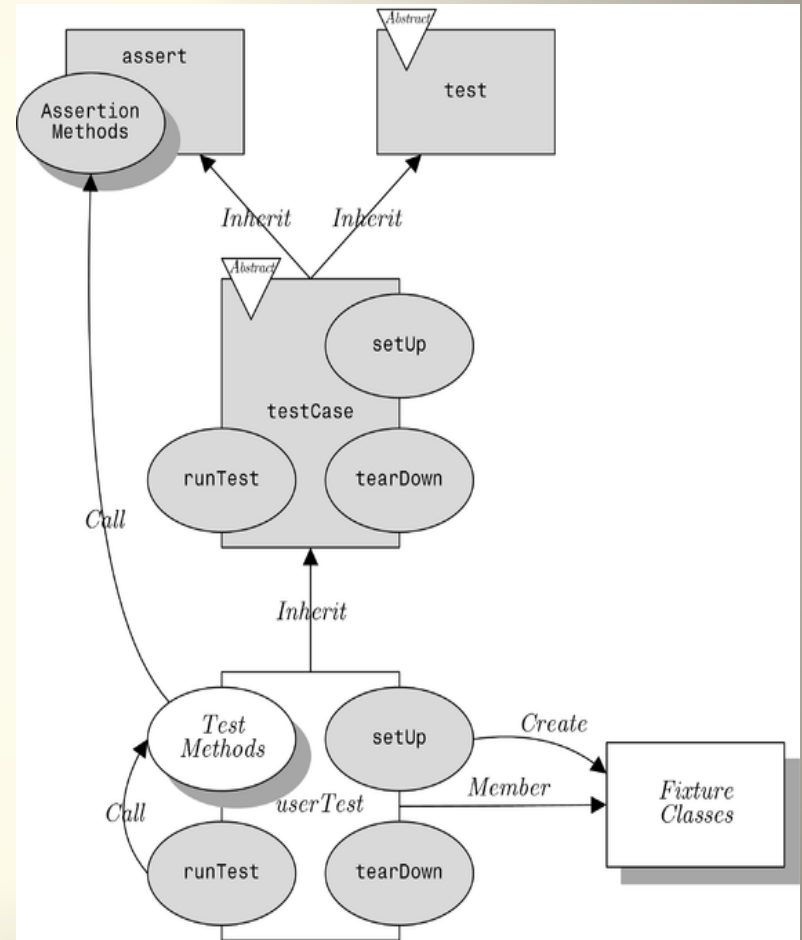 Abstract
assert
test
Assertion
Methods
Inherit
Inherit
Abstract
setUp
testCase
runTest
tearDown
Call
Inherit
Test
Methods
setUp
Create
Member
Fixture
Classes
userTest
Call
runTest
tearDown